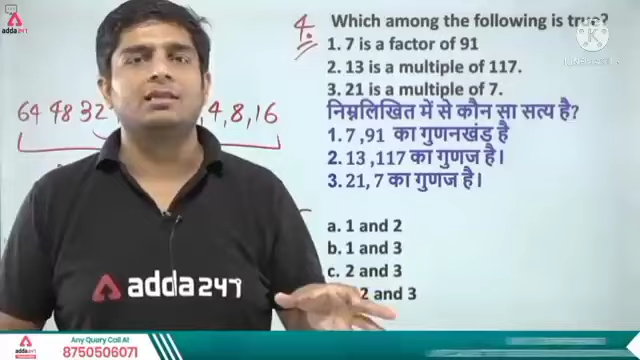 adda247
4. Which among the following is true?
1. 7 is a factor of 91
2. 13 is a multiple of 117.
3. 21 is a multiple of 7.
निम्नलिखित में से कौन सा सत्य है?
1. 7 ,91 का गुणनखंड है
2. 13 ,117 का गुणज है।
3. 21, 7 का गुणज है।
64 48 32 4, 8, 16
a. 1 and 2
b. 1 and 3
c. 2 and 3
2 and 3
adda247
Any Query Call At
8750506071